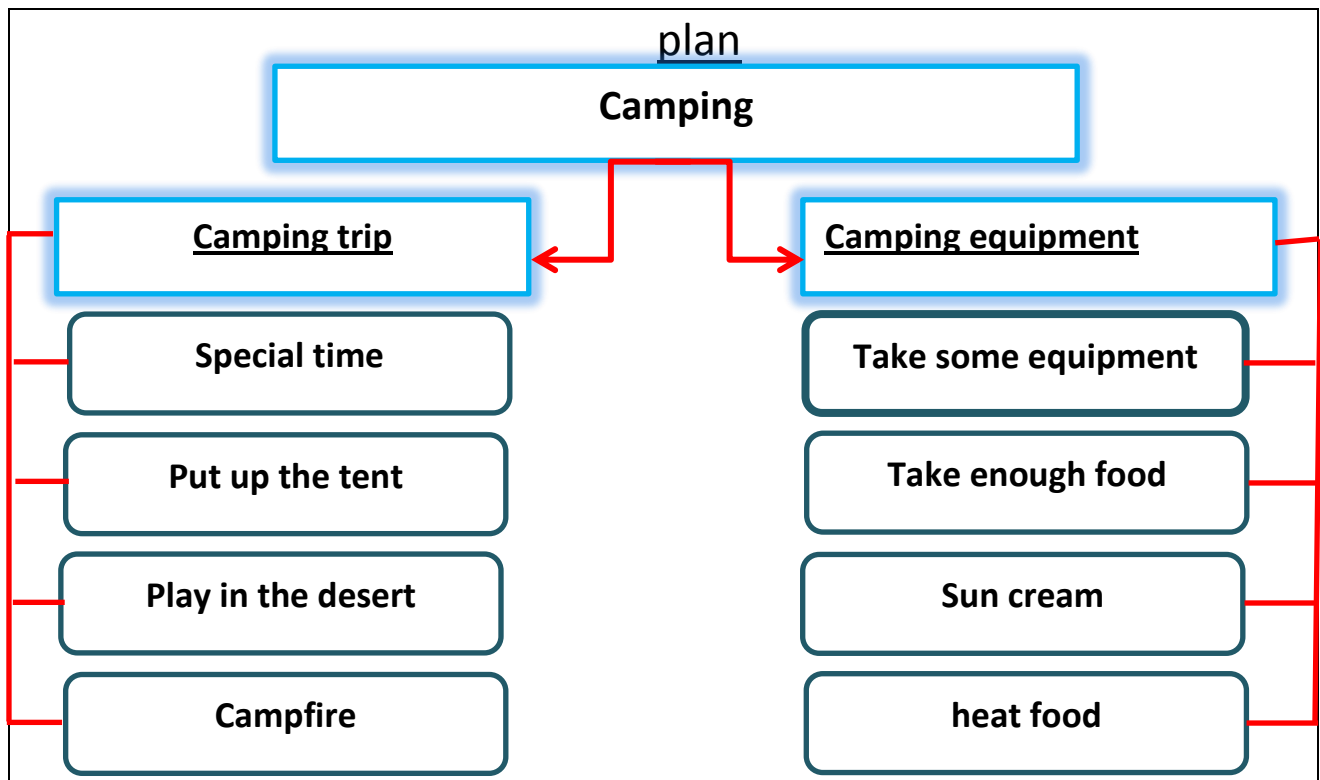 plan
Camping
Camping trip
Special time
Put up the tent
Play in the desert
Campfire
Camping equipment
Take some equipment
Take enough food
Sun cream
heat food